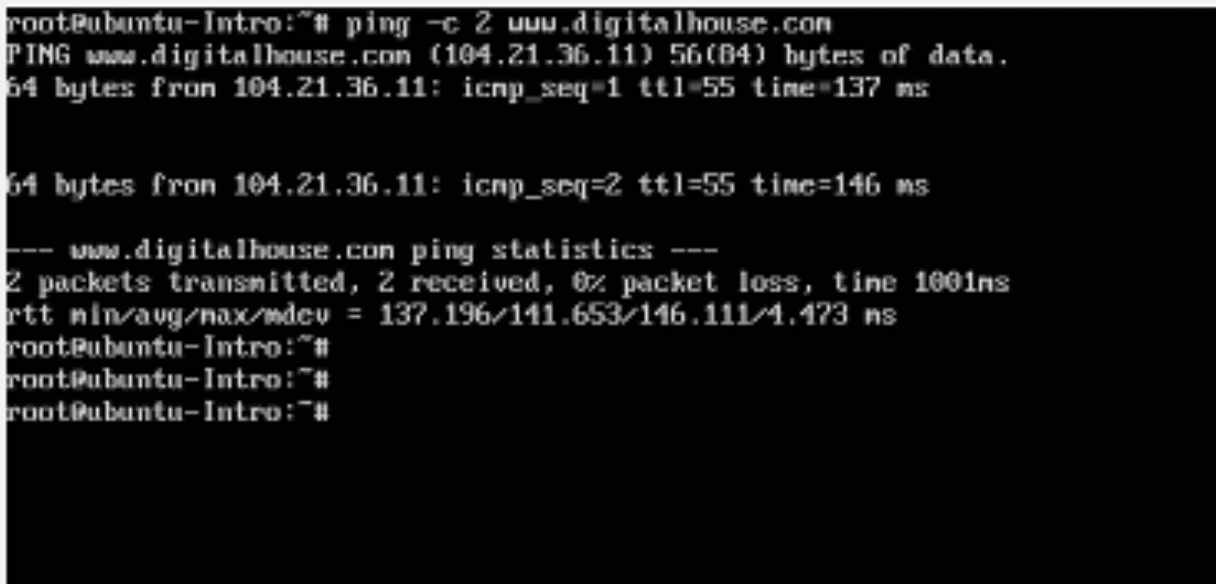 root@ubuntu-Intro:~# ping -c 2 www.digitalhouse.com
PING www.digitalhouse.com (104.21.36.11) 56(84) bytes of data.
64 bytes from 104.21.36.11: icmp_seq=1 ttl=55 time=137 ms
64 bytes from 104.21.36.11: icmp_seq=2 ttl=55 time=146 ms
--- www.digitalhouse.com ping statistics ---
2 packets transmitted, 2 received, 0% packet loss, time 1001ms
rtt min/avg/max/mdev = 137.196/141.653/146.111/4.473 ms
root@ubuntu-Intro:~#
root@ubuntu-Intro:~#
root@ubuntu-Intro:~#